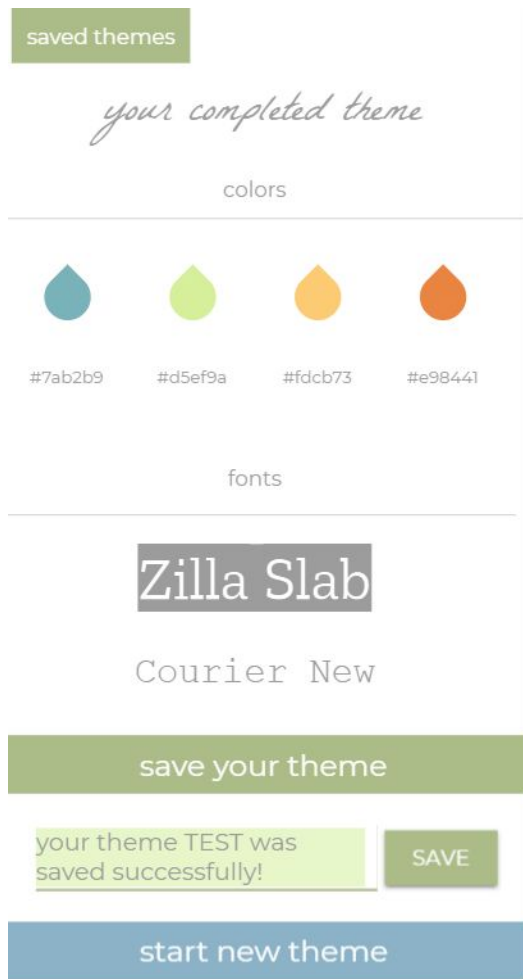 saved themes
your completed theme
colors
#7ab2b9 #d5ef9a #fdcb73 #e98441
fonts
Zilla Slab
Courier New
save your theme
your theme TEST was
saved successfully!
SAVE
start new theme